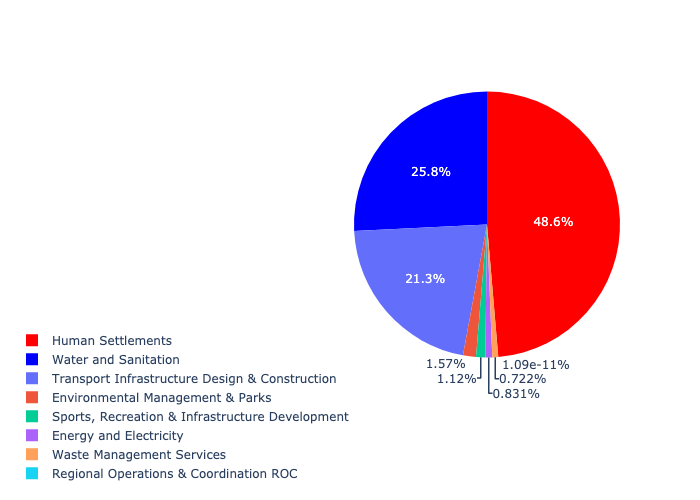 25.8%
48.6%
21.3%
1.57%
1.09e-11%
1.12%
0.722%
0.831%
Human Settlements
Water and Sanitation
Transport Infrastructure Design & Construction
Environmental Management & Parks
Sports, Recreation & Infrastructure Development
Energy and Electricity
Waste Management Services
Regional Operations & Coordination ROC